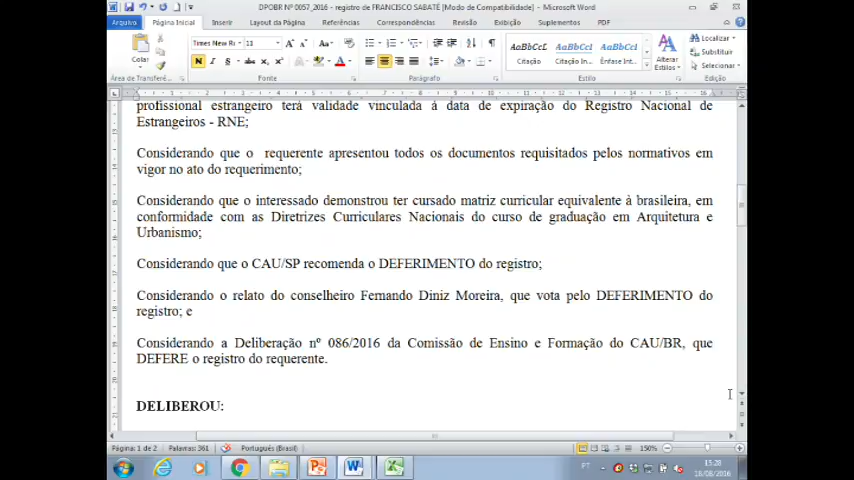 DPOBR Nº 0057_2016 - registro de FRANCISCO SABATÉ [Modo de Compatibilidade] - Microsoft Word
Arquivo Página Inicial Inserir Layout da Página Referências Correspondências Revisão Exibição Suplementos PDF
Times New Ro 11
Colar
AaBbCcL AaBbCcI AaBbCcI
Citação Citação In... Ênfase Int...
Alterar Estilos
Localizar
Substituir
Selecionar
Área de Transferê... Fonte Parágrafo Estilo Edição
profissional estrangeiro terá validade vinculada à data de expiração do Registro Nacional de
Estrangeiros - RNE;
Considerando que o requerente apresentou todos os documentos requisitados pelos normativos em
vigor no ato do requerimento;
Considerando que o interessado demonstrou ter cursado matriz curricular equivalente à brasileira, em
conformidade com as Diretrizes Curriculares Nacionais do curso de graduação em Arquitetura e
Urbanismo;
Considerando que o CAU/SP recomenda o DEFERIMENTO do registro;
Considerando o relato do conselheiro Fernando Diniz Moreira, que vota pelo DEFERIMENTO do
registro; e
Considerando a Deliberação nº 086/2016 da Comissão de Ensino e Formação do CAU/BR, que
DEFERE o registro do requerente.
DELIBEROU:
Página: 1 de 2 Palavras: 361 Português (Brasil) 150%
PT 15:28
16/08/2016